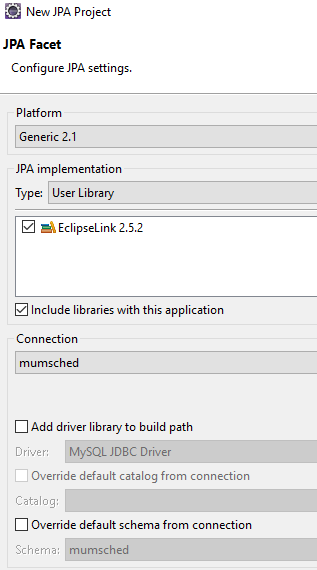 New JPA Project
JPA Facet
Configure JPA settings.
Platform
Generic 2.1
JPA implementation
Type: User Library
EclipseLink 2.5.2
Include libraries with this application
Connection
mumsched
Add driver library to build path
Driver: MySQL JDBC Driver
Override default catalog from connection
Catalog:
Override default schema from connection
Schema: mumsched